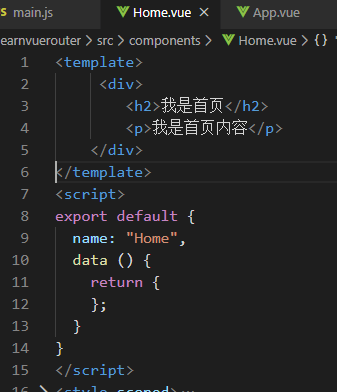 main.js Home.vue × App.vue
earnvuerouter > src > components > Home.vue > {}
1 <template>
2 <div>
3 <h2>我是首页</h2>
4 <p>我是首页内容</p>
5 </div>
6 </template>
7 <script>
8 export default {
9 name: "Home",
10 data () {
11 return {
12 };
13 }
14 }
15 </script>
16 <style scoped>…